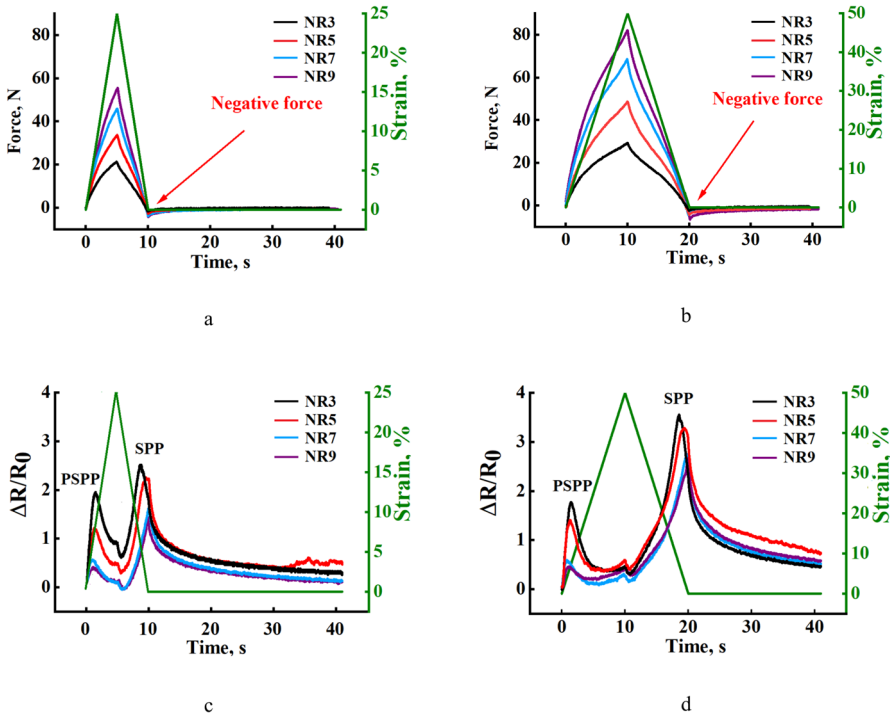 NR3
NR5
NR7
NR9
Negative force
Force, N
80
60
40
20
0
Strain, %
25
20
15
10
5
0
0 10 20 30 40
Time, s
a
NR3
NR5
NR7
NR9
Negative force
Force, N
80
60
40
20
0
Strain, %
50
40
30
20
10
0
0 10 20 30 40
Time, s
b
NR3
NR5
NR7
NR9
PSPP
SPP
ΔR/R0
4
3
2
1
0
Strain, %
25
20
15
10
5
0
0 10 20 30 40
Time, s
c
NR3
NR5
NR7
NR9
PSPP
SPP
ΔR/R0
4
3
2
1
0
Strain, %
50
40
30
20
10
0
0 10 20 30 40
Time, s
d